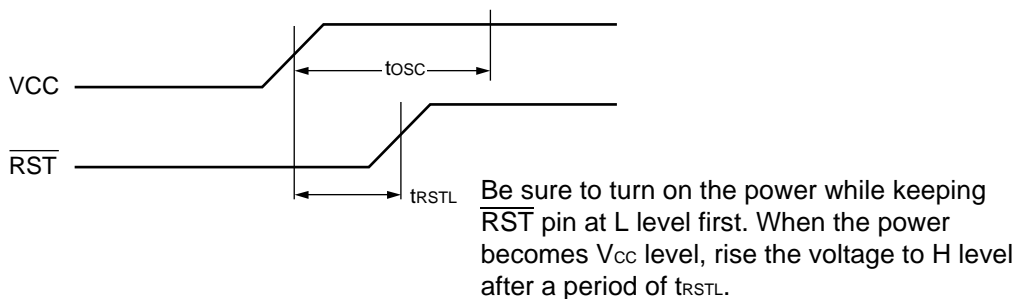 VCC
tosc
RST
tRSTL
Be sure to turn on the power while keeping
RST pin at L level first. When the power
becomes Vcc level, rise the voltage to H level
after a period of tRSTL.